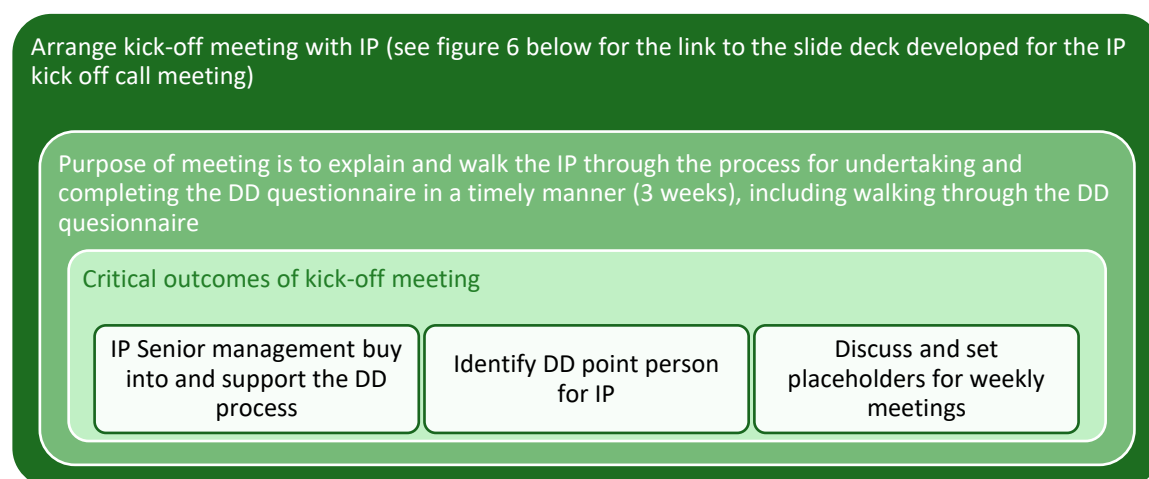 Arrange kick-off meeting with IP (see figure 6 below for the link to the slide deck developed for the IP
kick off call meeting)
Purpose of meeting is to explain and walk the IP through the process for undertaking and
completing the DD questionnaire in a timely manner (3 weeks), including walking through the DD
quesionnaire
Critical outcomes of kick-off meeting
IP Senior management buy
into and support the DD
process
Identify DD point person
for IP
Discuss and set
placeholders for weekly
meetings